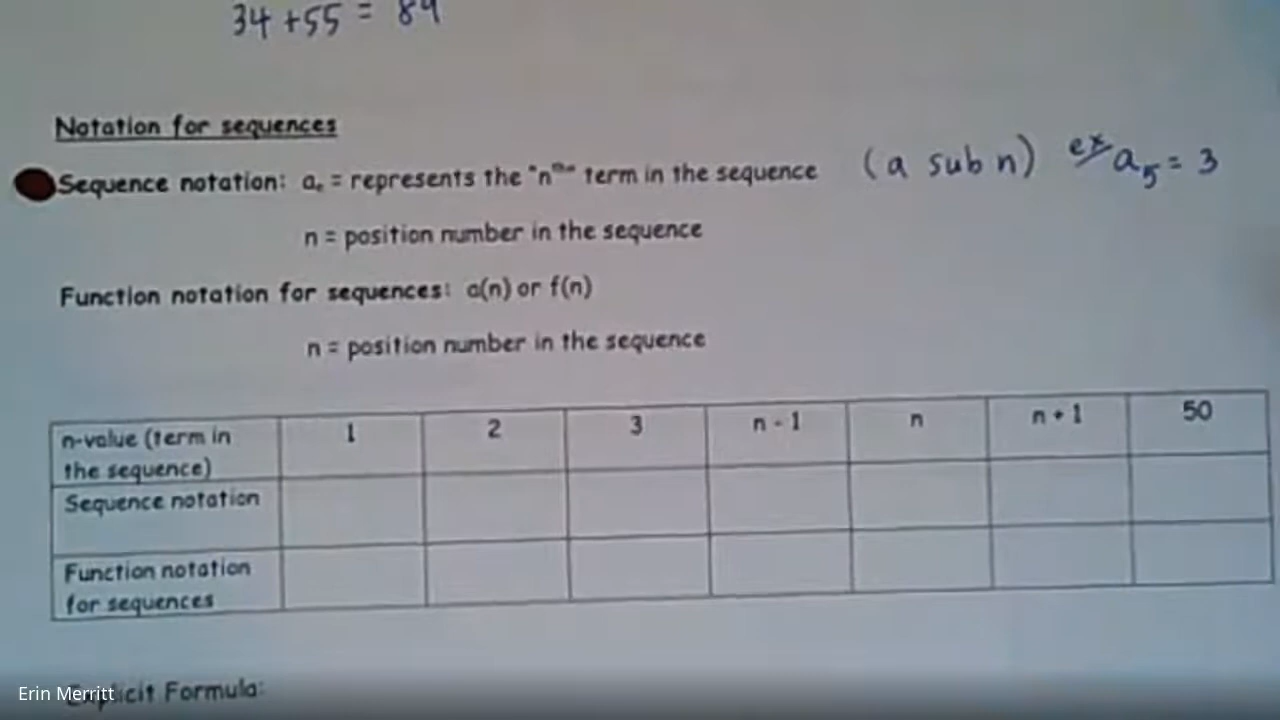 34 + 55 = 89
Notation for sequences
Sequence notation: aₙ = represents the "nᵗʰ" term in the sequence (a sub n) ex a₅ = 3
n = position number in the sequence
Function notation for sequences: a(n) or f(n)
n = position number in the sequence
n-value (term in the sequence) 1 2 3 n - 1 n n + 1 50
Sequence notation
Function notation for sequences
Explicit Formula:
Erin Merritt